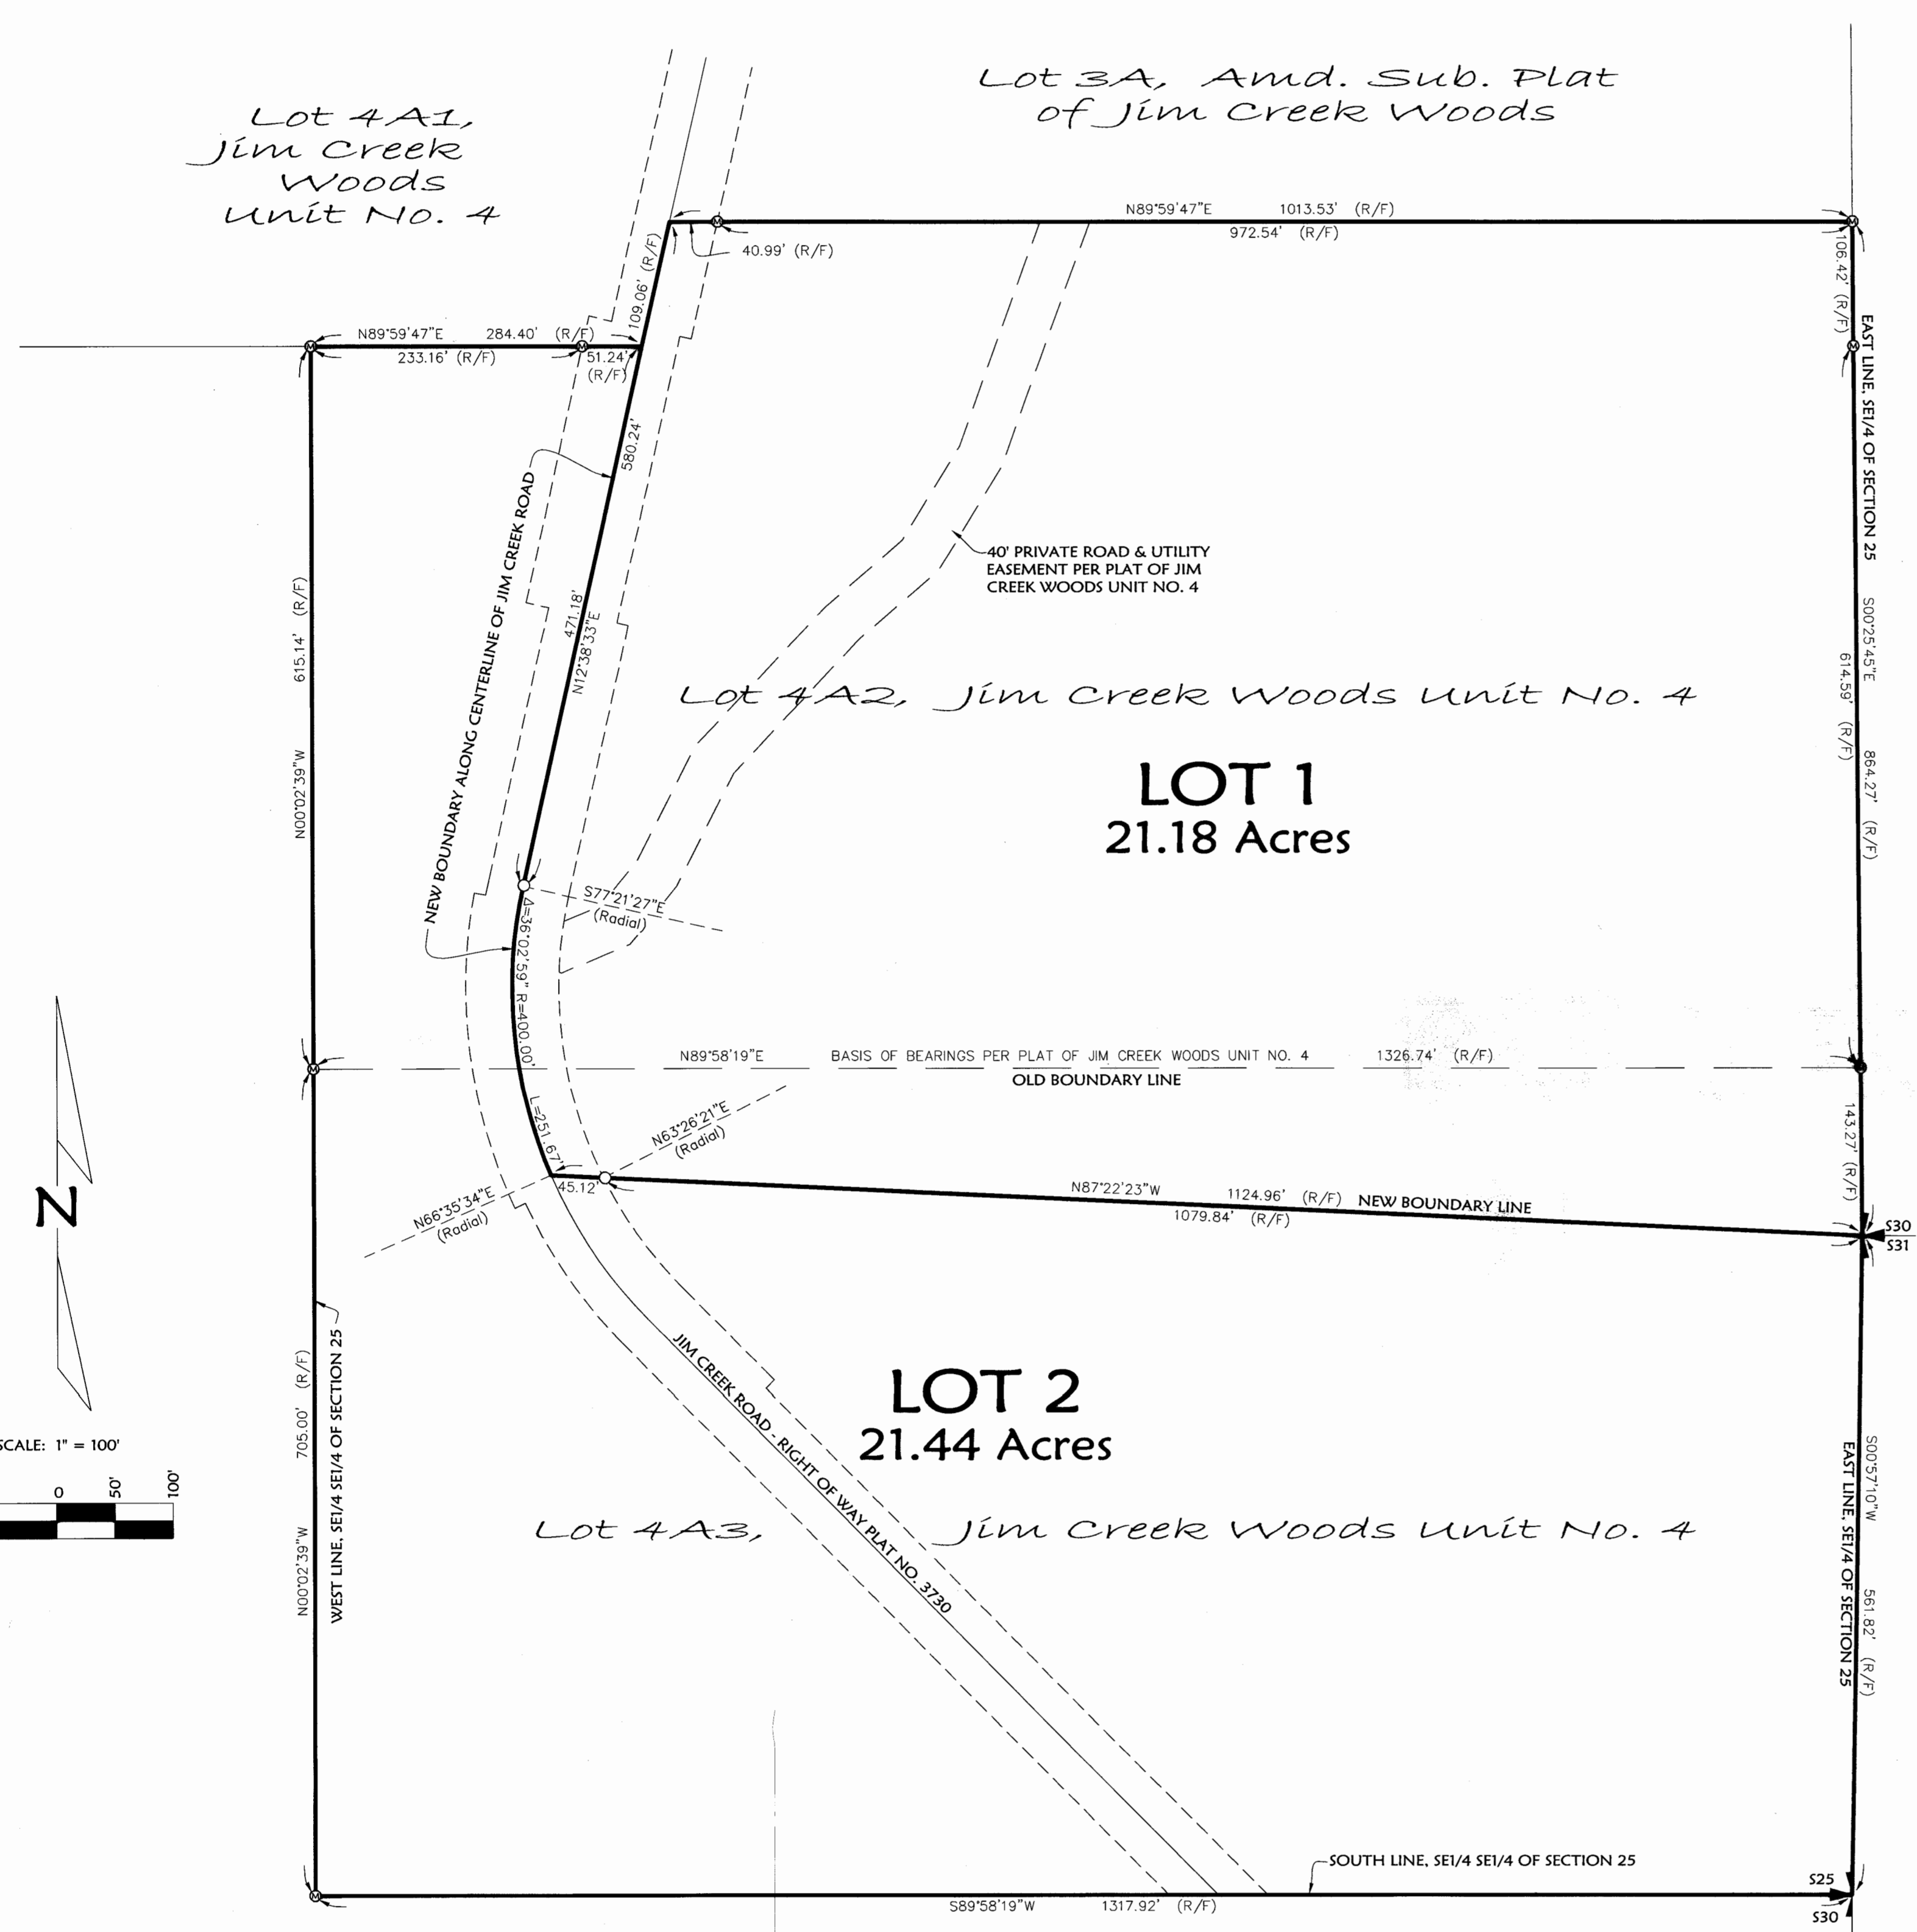 Lot 3A, Amd. Sub. Plat
of Jim Creek Woods
Lot 4A1,
Jim Creek
Woods
Unit No. 4
N89°59'47"E 1013.53' (R/F)
972.54' (R/F)
40.99' (R/F)
109.06' (R/F)
106.42' (R/F)
N89°59'47"E 284.40' (R/F)
233.16' (R/F)
51.24'
(R/F)
580.24'
EAST LINE, SE1/4 OF SECTION 25
NEW BOUNDARY ALONG CENTERLINE OF JIM CREEK ROAD
40' PRIVATE ROAD & UTILITY
EASEMENT PER PLAT OF JIM
CREEK WOODS UNIT NO. 4
471.18'
N12°38'33"E
N00°02'39"W 615.14' (R/F)
S00°25'45"E 864.27' (R/F)
614.59' (R/F)
Lot 4A2, Jim Creek Woods Unit No. 4
LOT 1
21.18 Acres
S77°21'27"E
(Radial)
Δ=36°02'59" R=400.00'
L=251.67'
N89°58'19"E BASIS OF BEARINGS PER PLAT OF JIM CREEK WOODS UNIT NO. 4 1326.74' (R/F)
OLD BOUNDARY LINE
143.27' (R/F)
N63°26'21"E
(Radial)
45.12'
N87°22'23"W 1124.96' (R/F) NEW BOUNDARY LINE
1079.84' (R/F)
N66°35'34"E
(Radial)
S30
S31
N
WEST LINE, SE1/4 SE1/4 OF SECTION 25
N00°02'39"W 705.00' (R/F)
JIM CREEK ROAD - RIGHT OF WAY PLAT NO. 3730
LOT 2
21.44 Acres
SCALE: 1" = 100'
0 50' 100'
S00°57'10"W 561.82' (R/F)
EAST LINE, SE1/4 OF SECTION 25
Lot 4A3, Jim Creek Woods Unit No. 4
SOUTH LINE, SE1/4 SE1/4 OF SECTION 25
S25
S89°58'19"W 1317.92' (R/F)
S30